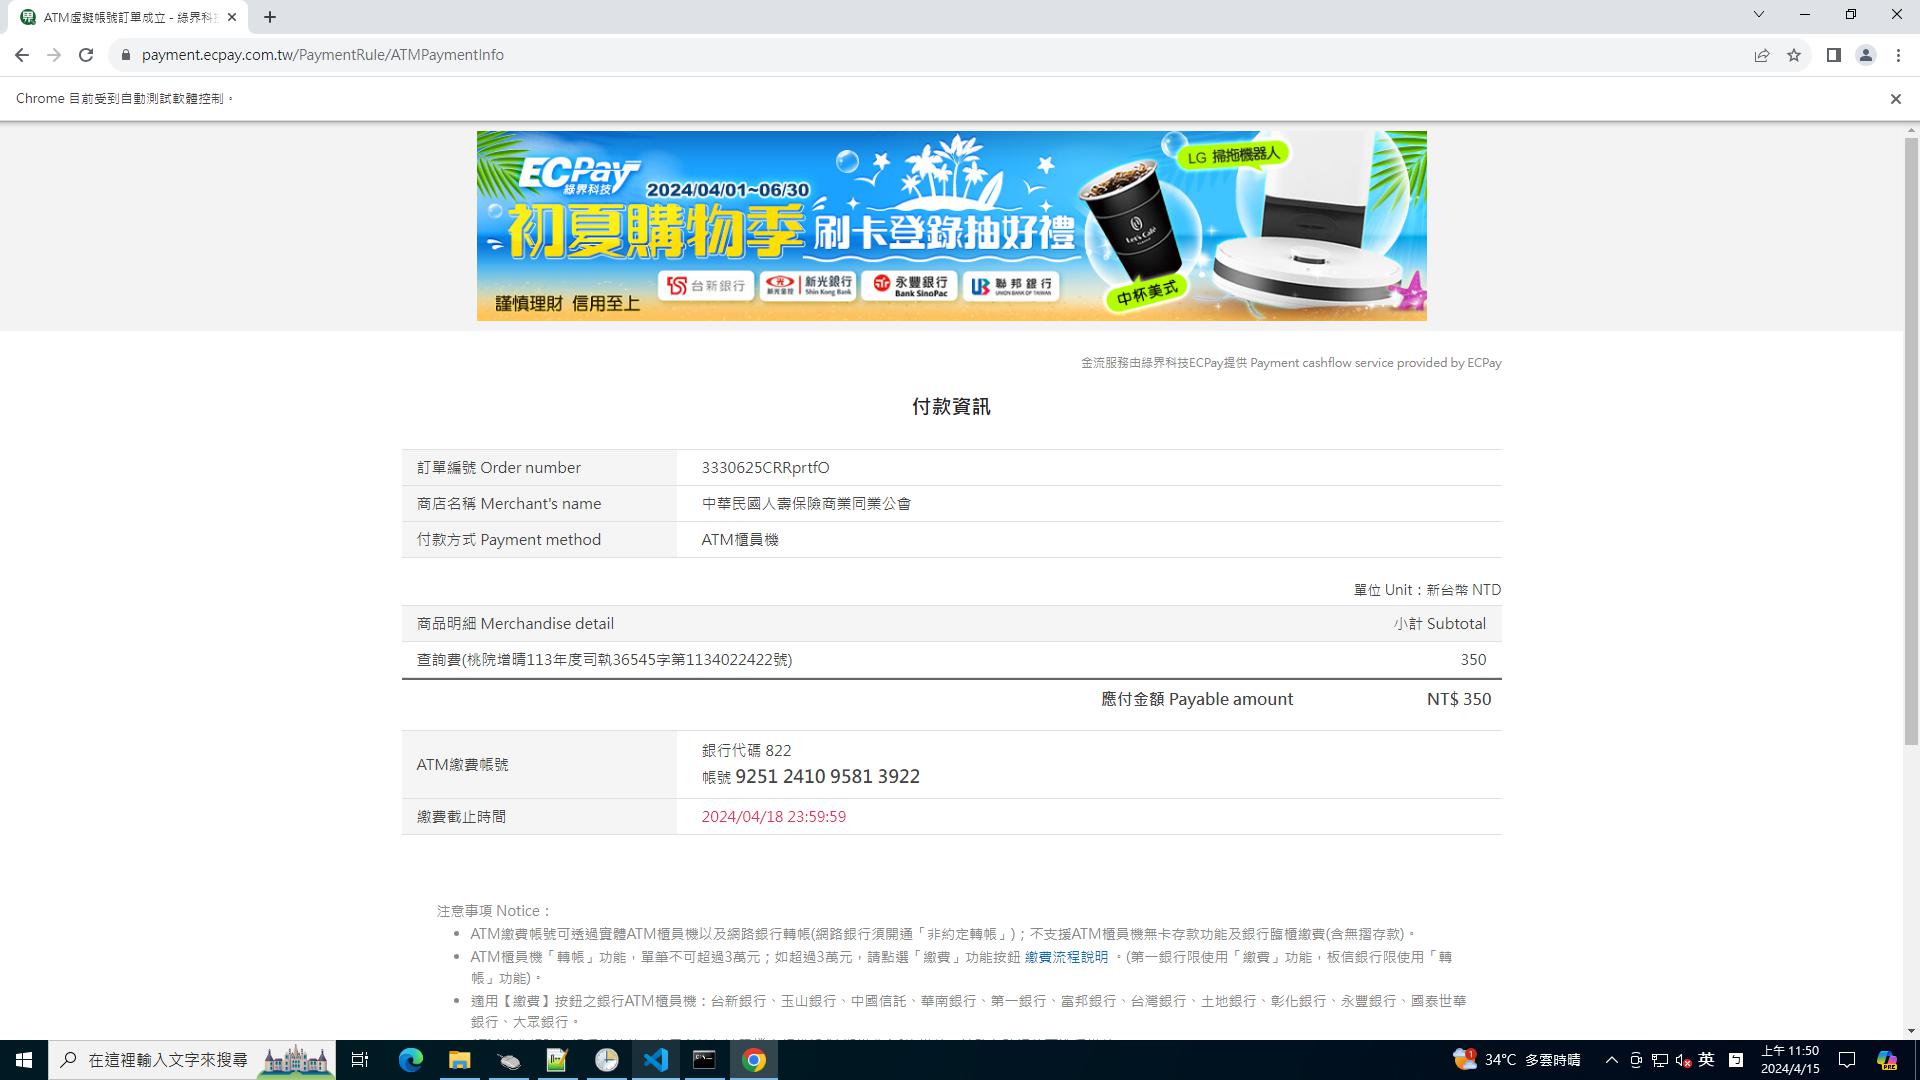 ATM虛擬帳號訂單成立 - 綠界科
payment.ecpay.com.tw/PaymentRule/ATMPaymentInfo
Chrome 目前受到自動測試軟體控制。
ECPay
綠界科技
2024/04/01~06/30
LG 掃拖機器人
初夏購物季 刷卡登錄抽好禮
Let's Café
台新銀行
新光金控 新光銀行 Shin Kong Bank
永豐銀行 Bank SinoPac
聯邦銀行 UNION BANK OF TAIWAN
中杯美式
謹慎理財 信用至上
金流服務由綠界科技ECPay提供 Payment cashflow service provided by ECPay
付款資訊
訂單編號 Order number 3330625CRRprtfO
商店名稱 Merchant's name 中華民國人壽保險商業同業公會
付款方式 Payment method ATM櫃員機
單位 Unit：新台幣 NTD
商品明細 Merchandise detail 小計 Subtotal
查詢費(桃院增晴113年度司執36545字第1134022422號) 350
應付金額 Payable amount NT$ 350
ATM繳費帳號
銀行代碼 822
帳號 9251 2410 9581 3922
繳費截止時間 2024/04/18 23:59:59
注意事項 Notice：
ATM繳費帳號可透過實體ATM櫃員機以及網路銀行轉帳(網路銀行須開通「非約定轉帳」)；不支援ATM櫃員機無卡存款功能及銀行臨櫃繳費(含無摺存款)。
ATM櫃員機「轉帳」功能，單筆不可超過3萬元；如超過3萬元，請點選「繳費」功能按鈕 繳費流程說明 。(第一銀行限使用「繳費」功能，板信銀行限使用「轉
帳」功能)。
適用【繳費】按鈕之銀行ATM櫃員機：台新銀行、玉山銀行、中國信託、華南銀行、第一銀行、富邦銀行、台灣銀行、土地銀行、彰化銀行、永豐銀行、國泰世華
銀行、大眾銀行。
在這裡輸入文字來搜尋
1
34°C 多雲時晴
英
上午 11:50
2024/4/15
PRE